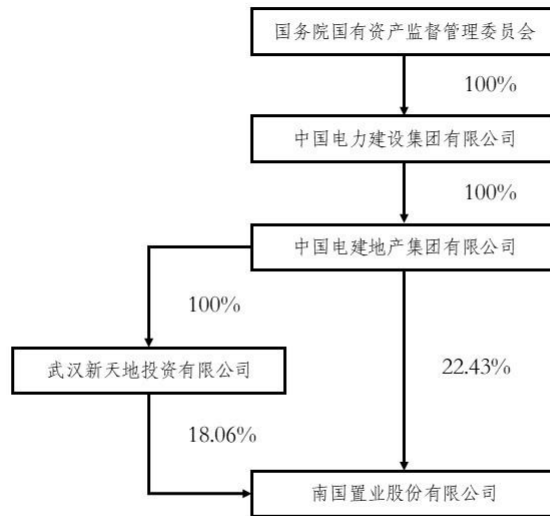 国务院国有资产监督管理委员会
100%
中国电力建设集团有限公司
100%
中国电建地产集团有限公司
100%
武汉新天地投资有限公司
22.43%
18.06%
南国置业股份有限公司